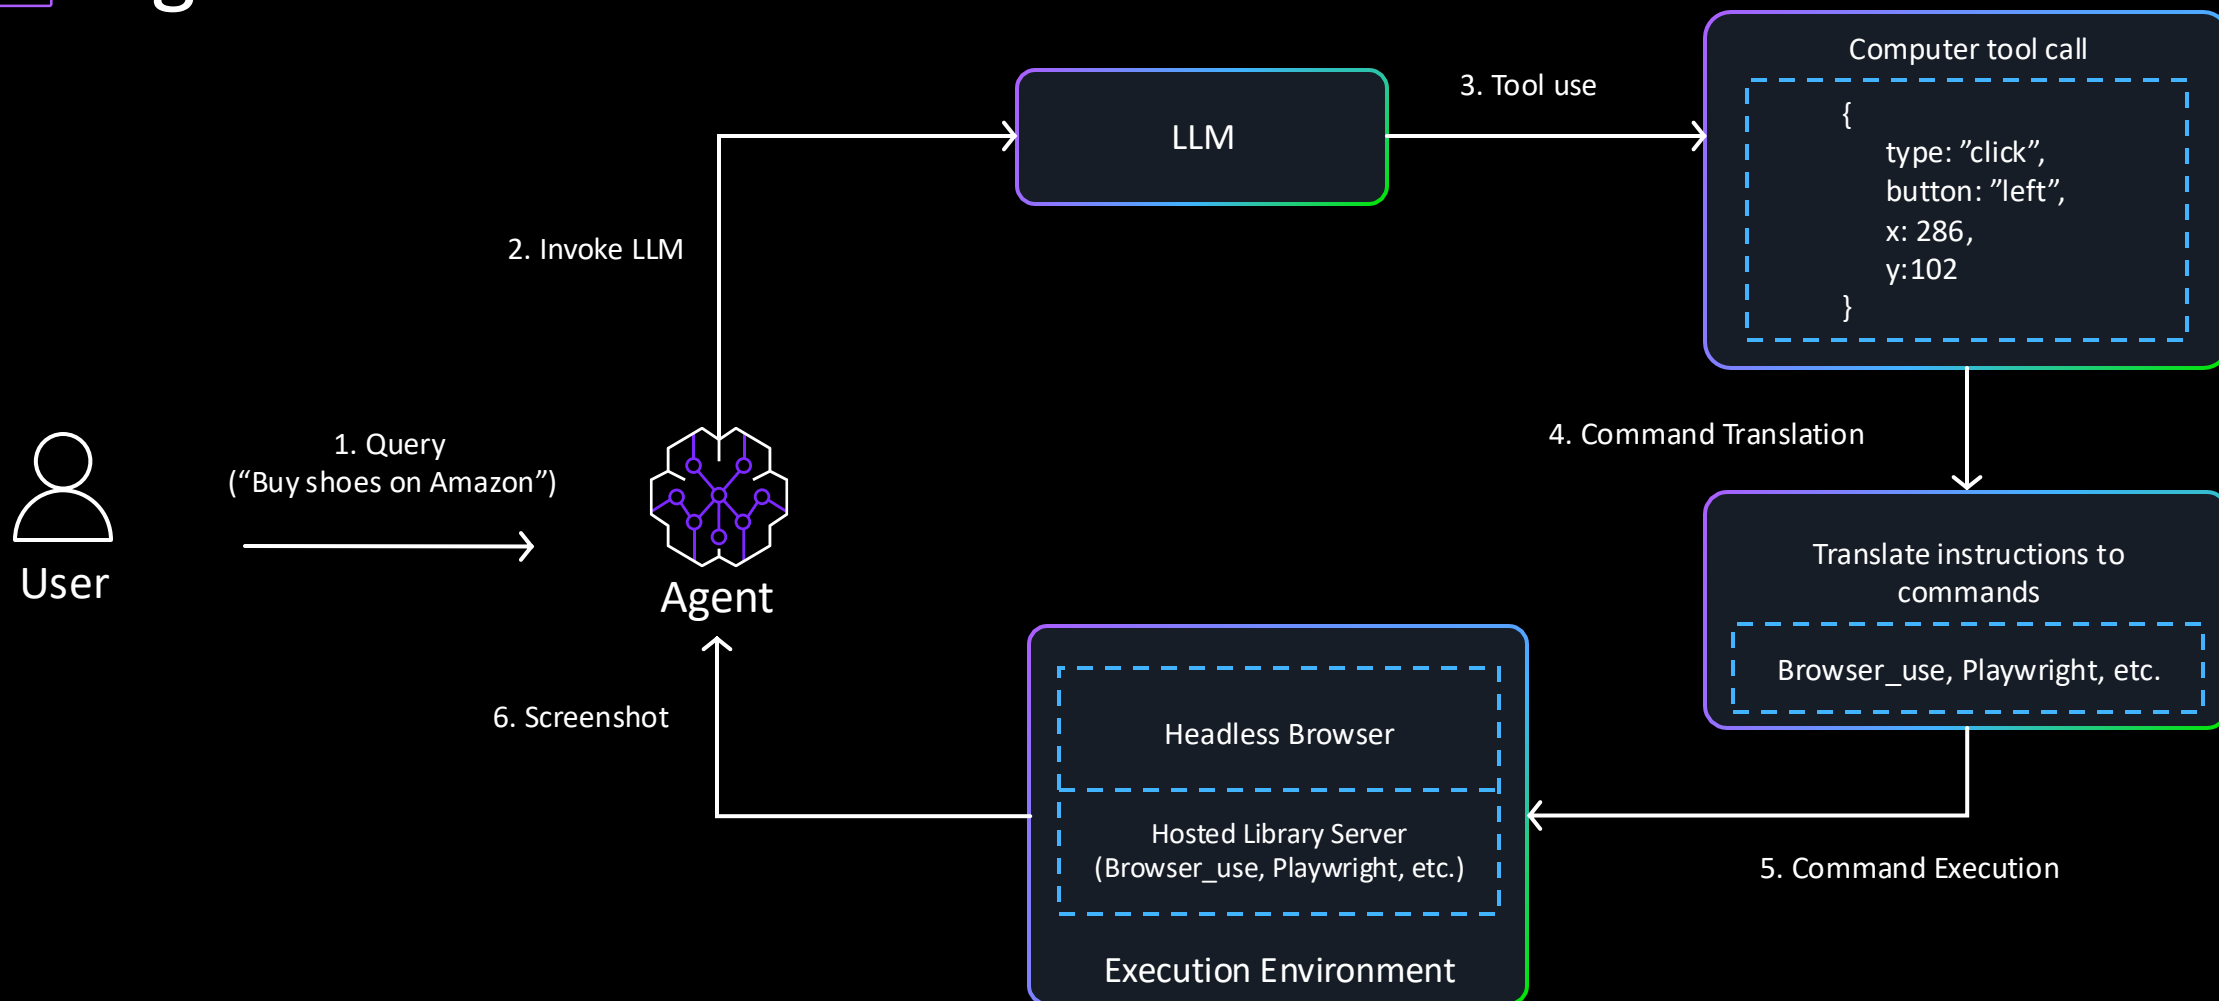 Computer tool call
{
type: ”click”,
button: ”left”,
x: 286,
y:102
}
LLM
3. Tool use
2. Invoke LLM
1. Query
(“Buy shoes on Amazon”)
User
Agent
4. Command Translation
Translate instructions to
commands
Browser_use, Playwright, etc.
6. Screenshot
Headless Browser
Hosted Library Server
(Browser_use, Playwright, etc.)
Execution Environment
5. Command Execution